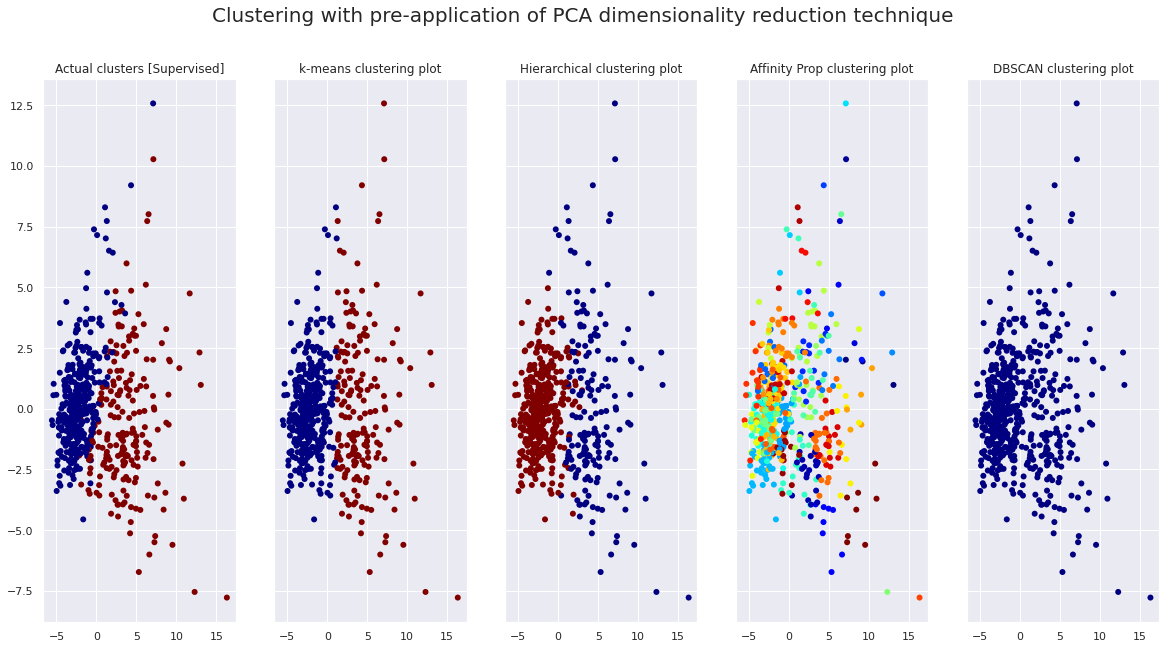 Clustering with pre-application of PCA dimensionality reduction technique
Actual clusters [Supervised]
k-means clustering plot
Hierarchical clustering plot
Affinity Prop clustering plot
DBSCAN clustering plot
12.5
10.0
7.5
5.0
2.5
0.0
−2.5
−5.0
−7.5
−5 0 5 10 15
−5 0 5 10 15
−5 0 5 10 15
−5 0 5 10 15
−5 0 5 10 15